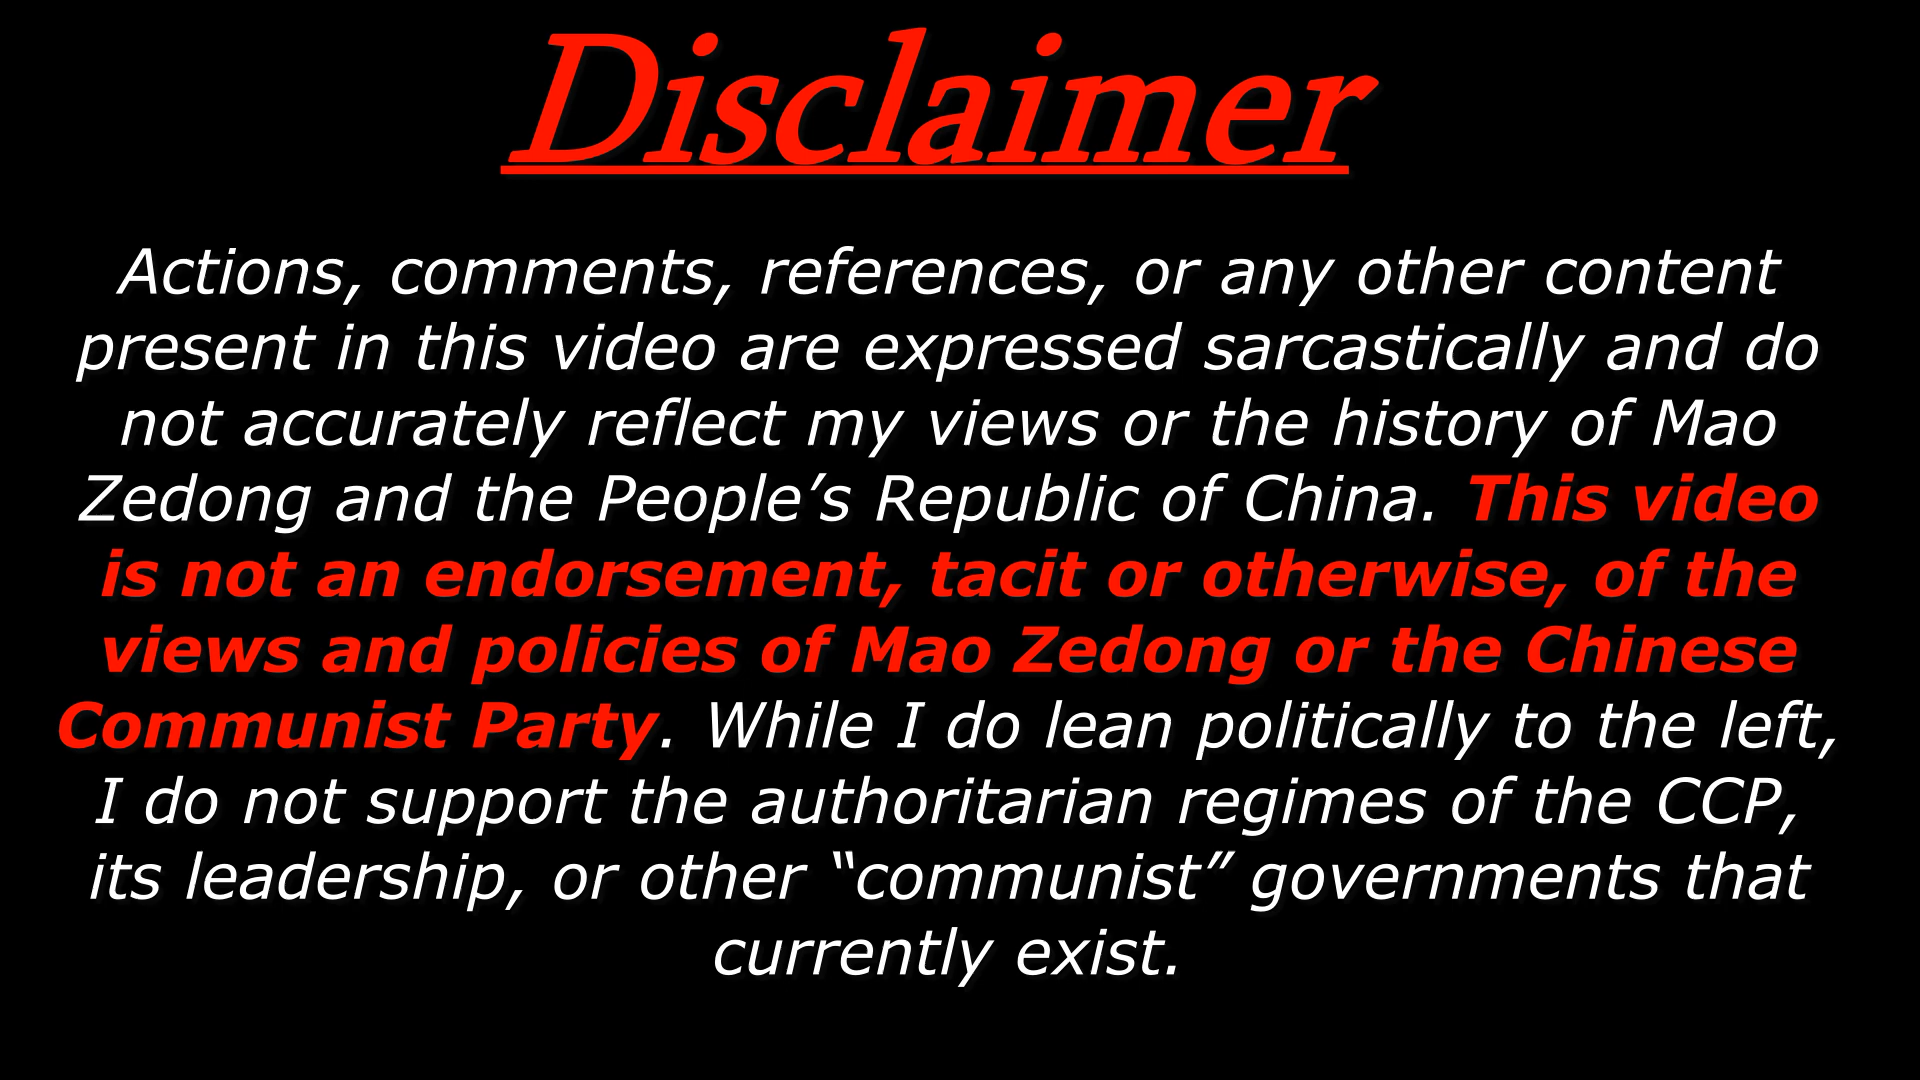 Disclaimer
Actions, comments, references, or any other content
present in this video are expressed sarcastically and do
not accurately reflect my views or the history of Mao
Zedong and the People’s Republic of China. This video
is not an endorsement, tacit or otherwise, of the
views and policies of Mao Zedong or the Chinese
Communist Party. While I do lean politically to the left,
I do not support the authoritarian regimes of the CCP,
its leadership, or other “communist” governments that
currently exist.